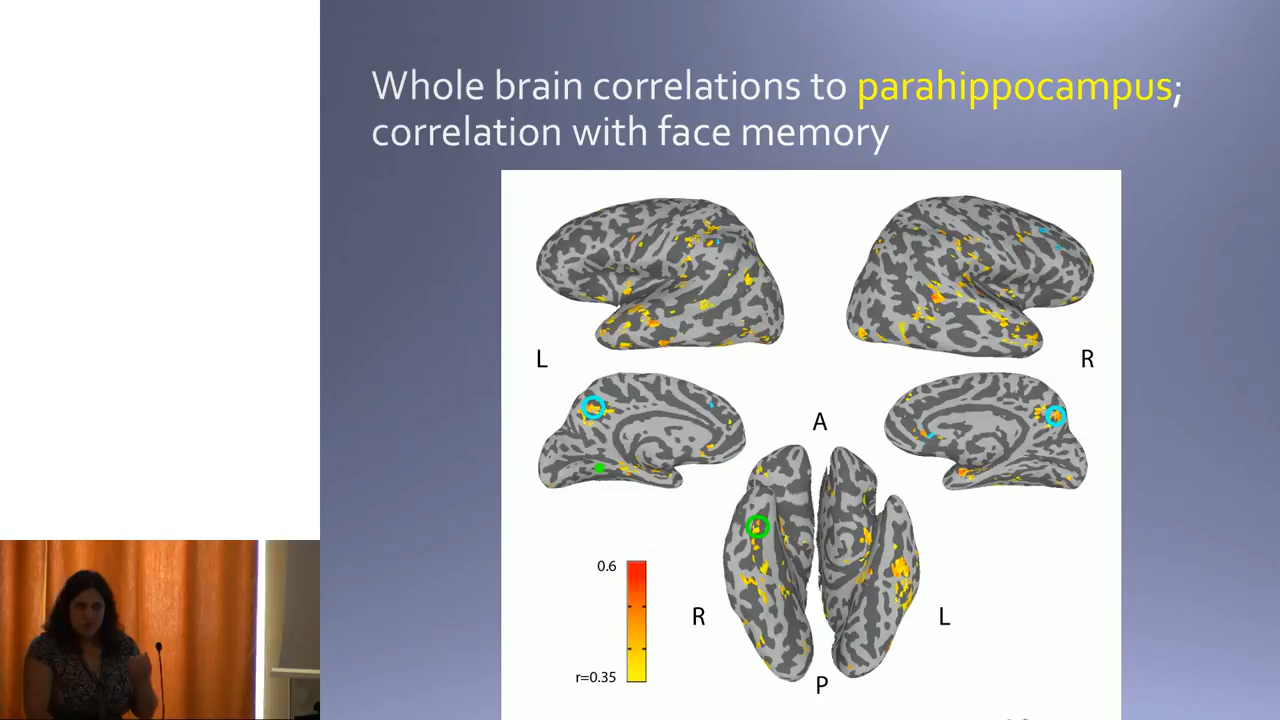 Whole brain correlations to parahippocampus;
correlation with face memory
L
R
A
0.6
R
L
r=0.35
P